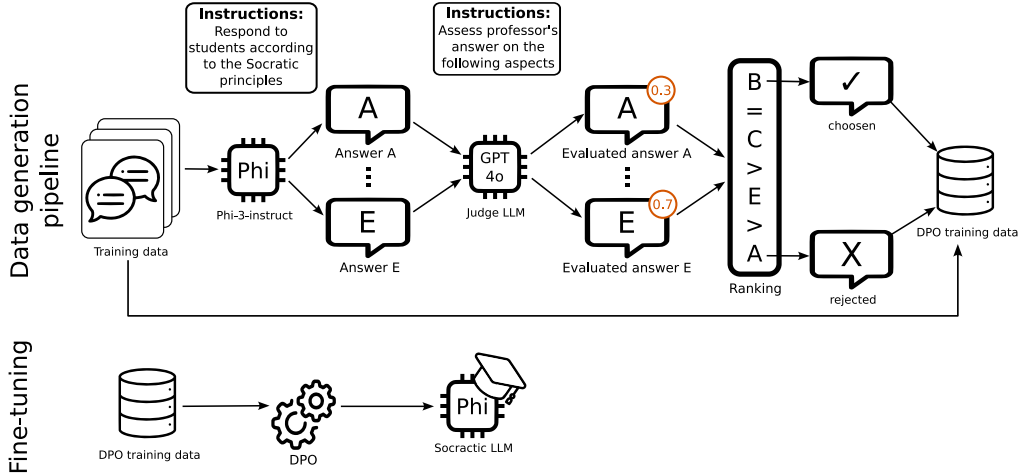 Data generation
pipeline
Instructions:
Respond to
students according
to the Socratic
principles
Instructions:
Assess professor's
answer on the
following aspects
Training data
Phi
Phi-3-instruct
A
Answer A
E
Answer E
GPT
4o
Judge LLM
A
0.3
Evaluated answer A
E
0.7
Evaluated answer E
B
=
C
>
E
>
A
Ranking
✓
choosen
X
rejected
DPO training data
Fine-tuning
DPO training data
DPO
Phi
Socractic LLM